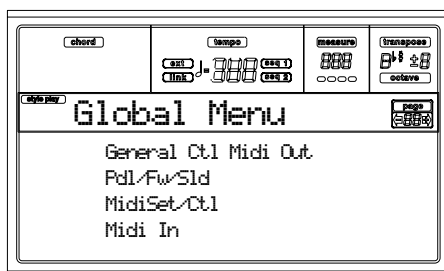 chord
tempo
measure
transpose
ext
link
seq 1
seq 2
octave
style play
Global Menu
page
General Ctl Midi Out
Pdl/Fw/Sld
MidiSet/Ctl
Midi In